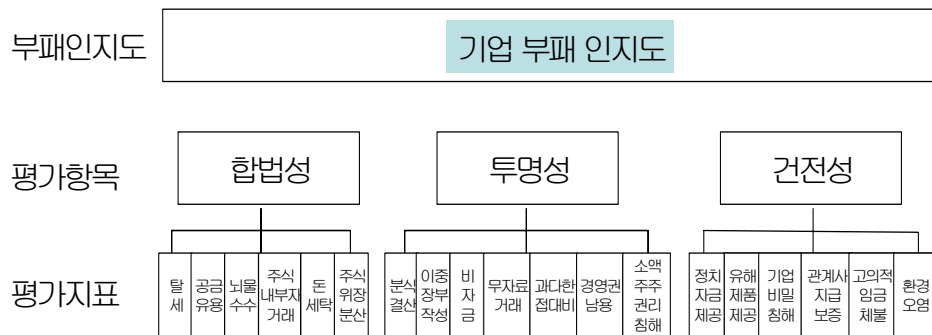 부패인지도
기업 부패 인지도
평가항목
합법성
투명성
건전성
평가지표
탈
세
공금
유용
뇌물
수수
주식
내부자
거래
돈
세탁
주식
위장
분산
분식
결산
이중
장부
작성
비
자
금
무자료
거래
과다한
접대비
경영권
남용
소액
주주
권리
침해
정치
자금
제공
유해
제품
제공
기업
비밀
침해
관계사
지급
보증
고의적
임금
체불
환경
오염